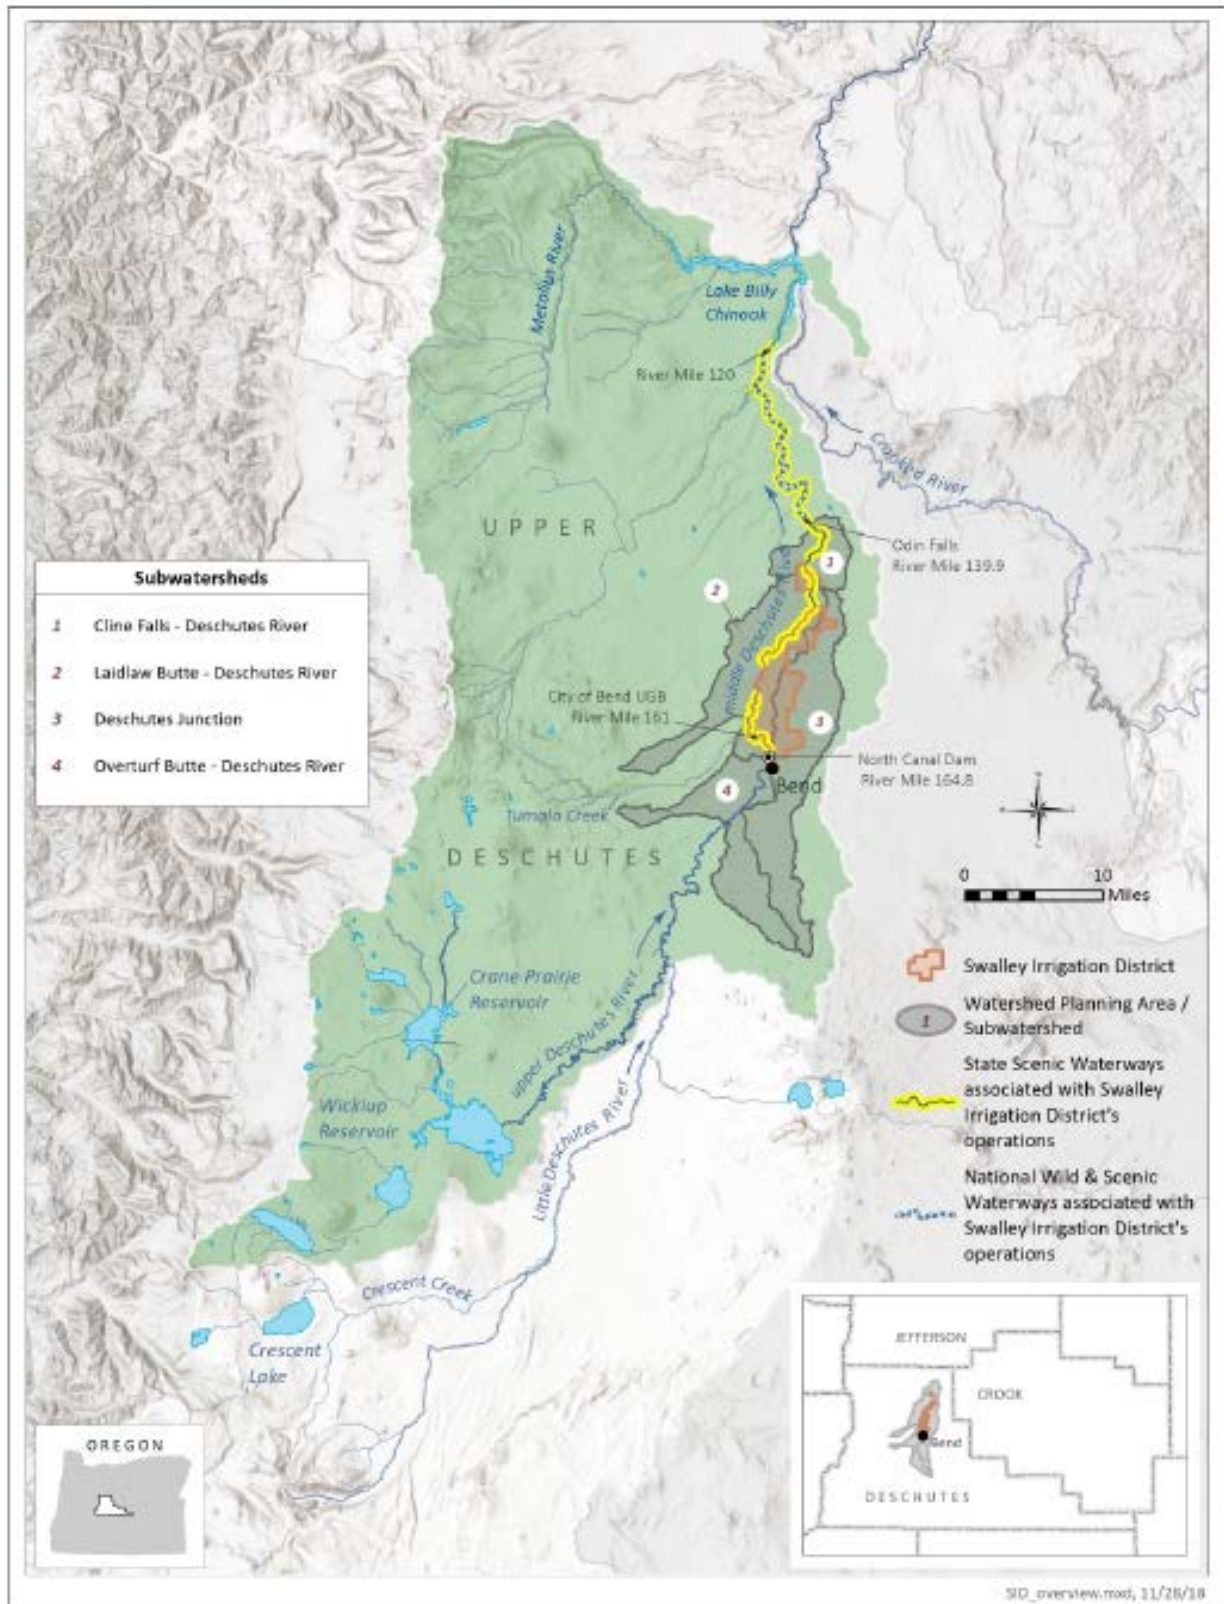 Metolius River
Lake Billy
Chinook
River Mile 120
Crooked River
UPPER
Odin Falls
River Mile 139.9
1
2
Middle Deschutes River
Subwatersheds
1 Cline Falls - Deschutes River
2 Laidlaw Butte - Deschutes River
3 Deschutes Junction
4 Overturf Butte - Deschutes River
City of Bend UGB
River Mile 161
3
North Canal Dam
River Mile 164.8
Bend
4
Tumalo Creek
DESCHUTES
0 10
Miles
Crane Prairie
Reservoir
upper Deschutes River
Wickiup
Reservoir
Little Deschutes River
Crescent Creek
Crescent
Lake
Swalley Irrigation District
1
Watershed Planning Area /
Subwatershed
State Scenic Waterways
associated with Swalley
Irrigation District's
operations
National Wild & Scenic
Waterways associated with
Swalley Irrigation District's
operations
OREGON
JEFFERSON
CROOK
Bend
DESCHUTES
SID_overview.mxd, 11/28/18